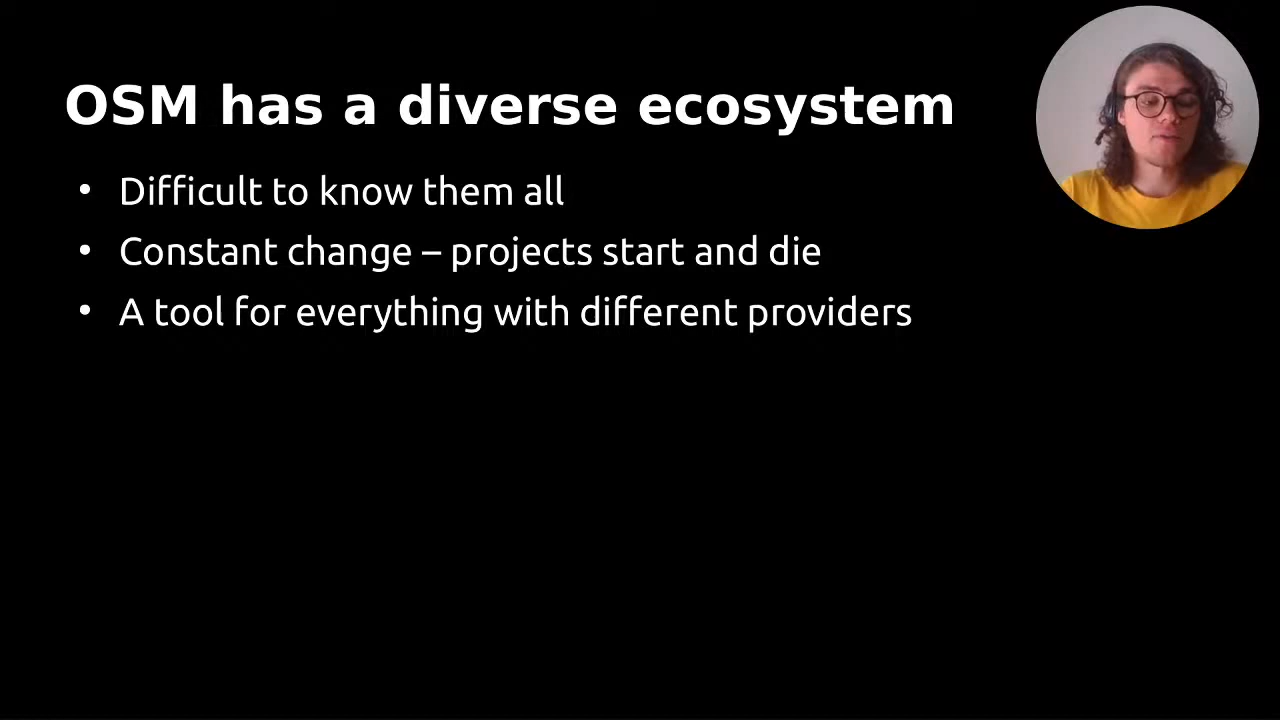 OSM has a diverse ecosystem
• Difficult to know them all
• Constant change – projects start and die
• A tool for everything with different providers